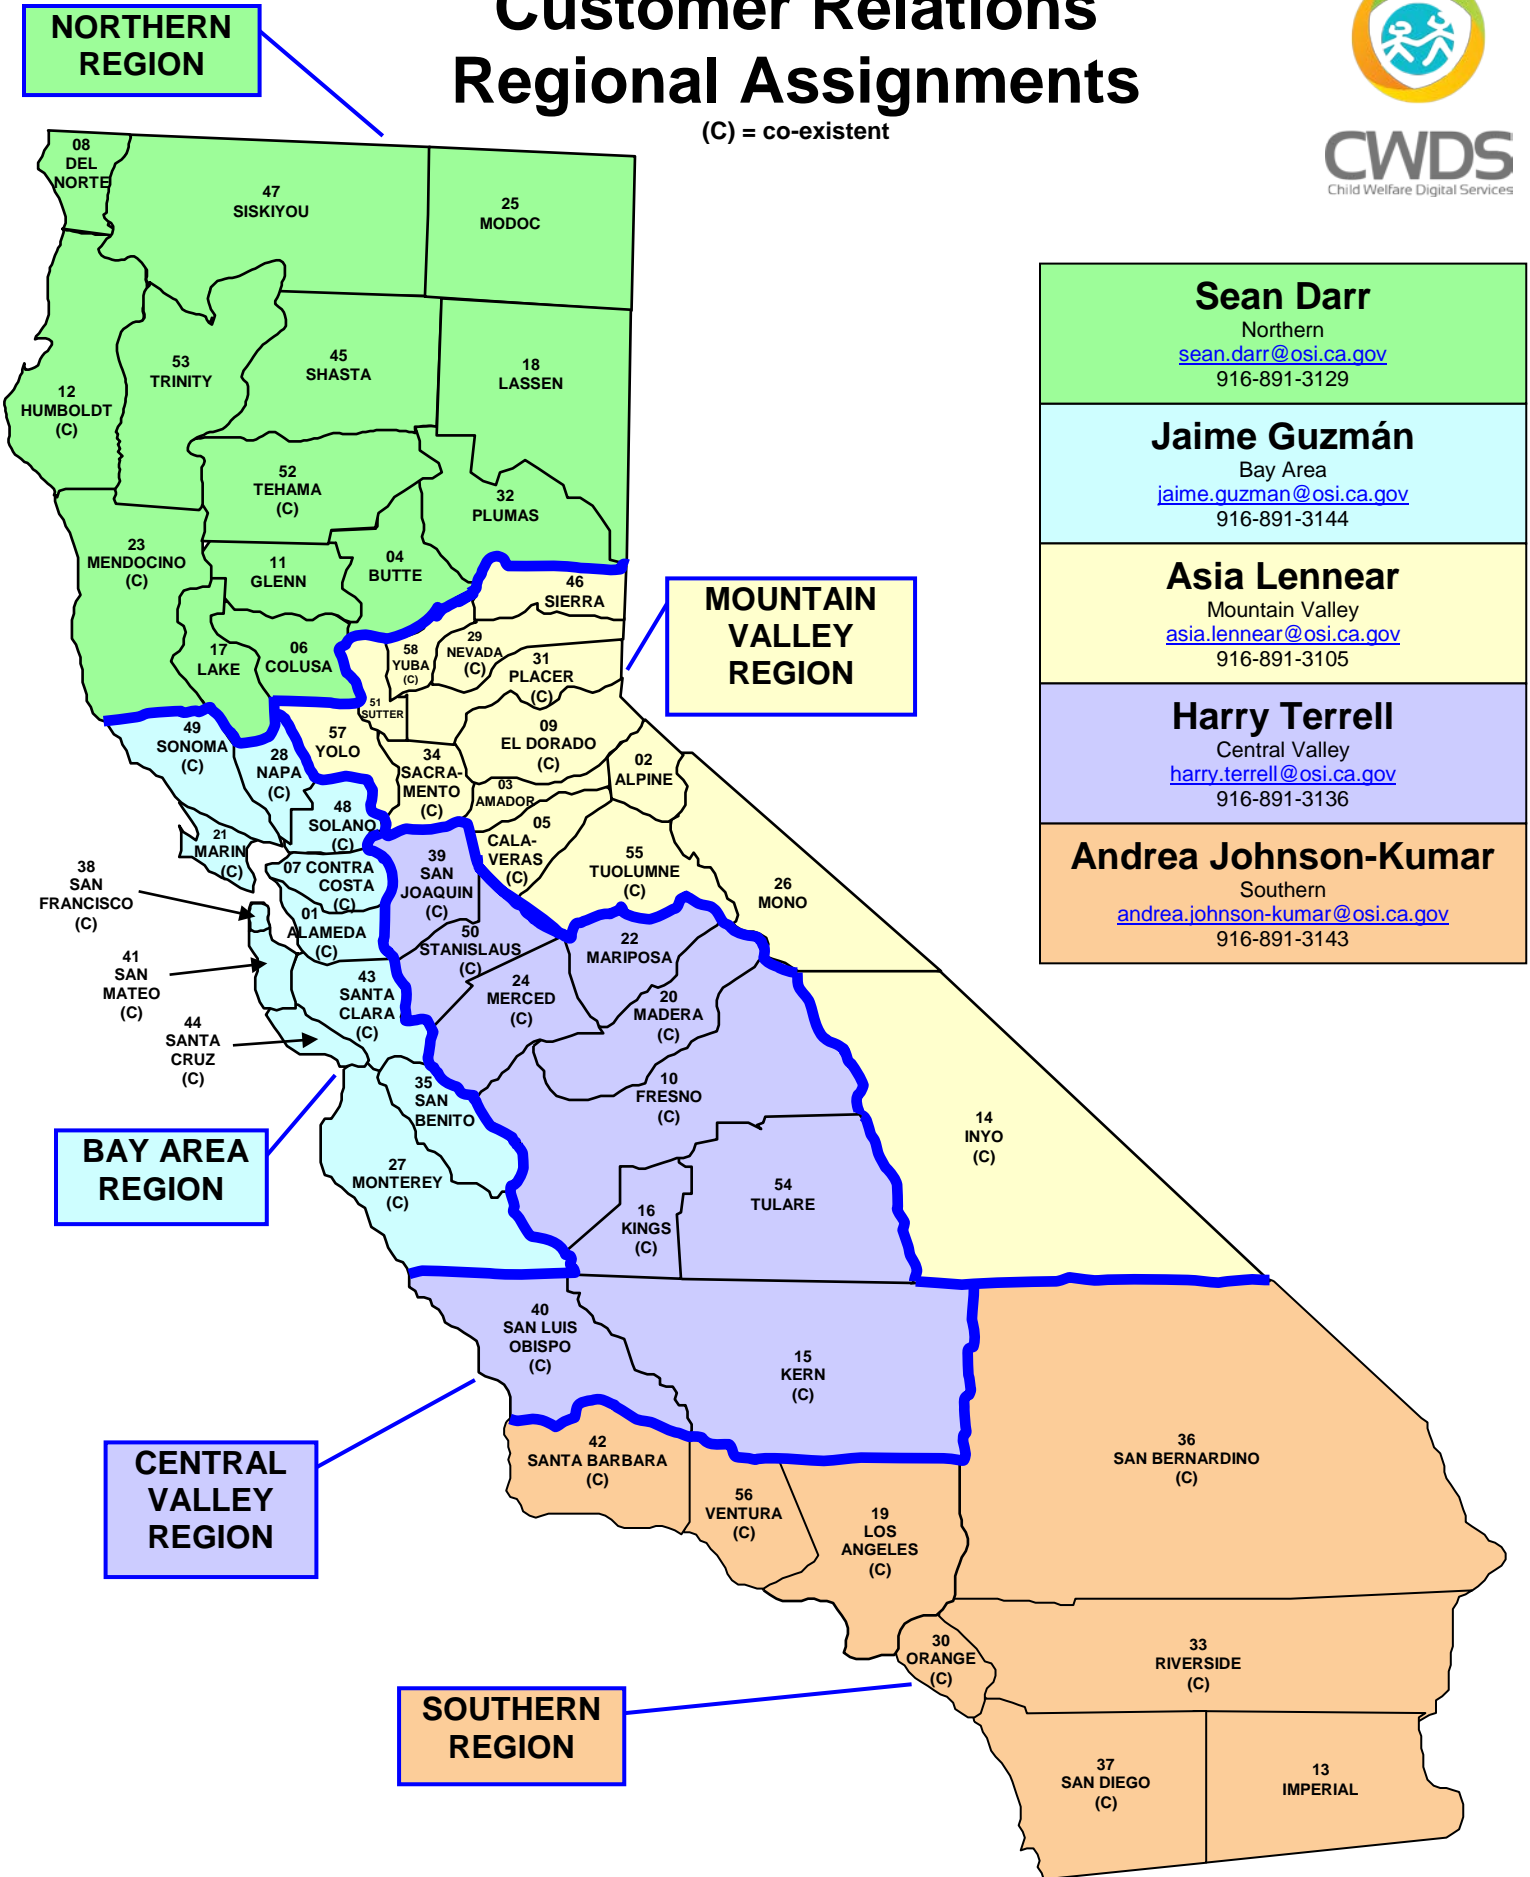 Customer Relations
Regional Assignments
(C) = co-existent
CWDS
Child Welfare Digital Services
NORTHERN
REGION
08
DEL
NORTE
47
SISKIYOU
25
MODOC
12
HUMBOLDT
(C)
53
TRINITY
45
SHASTA
18
LASSEN
52
TEHAMA
(C)
32
PLUMAS
23
MENDOCINO
(C)
11
GLENN
04
BUTTE
17
LAKE
06
COLUSA
Sean Darr
Northern
sean.darr@osi.ca.gov
916-891-3129
Jaime Guzmán
Bay Area
jaime.guzman@osi.ca.gov
916-891-3144
Asia Lennear
Mountain Valley
asia.lennear@osi.ca.gov
916-891-3105
Harry Terrell
Central Valley
harry.terrell@osi.ca.gov
916-891-3136
Andrea Johnson-Kumar
Southern
andrea.johnson-kumar@osi.ca.gov
916-891-3143
MOUNTAIN
VALLEY
REGION
46
SIERRA
58
YUBA
(C)
29
NEVADA
(C)
31
PLACER
(C)
51
SUTTER
57
YOLO
34
SACRA-
MENTO
(C)
09
EL DORADO
(C)
02
ALPINE
03
AMADOR
05
CALA-
VERAS
(C)
55
TUOLUMNE
(C)
26
MONO
14
INYO
(C)
49
SONOMA
(C)
28
NAPA
(C)
48
SOLANO
(C)
21
MARIN
(C)
07 CONTRA
COSTA
(C)
38
SAN
FRANCISCO
(C)
01
ALAMEDA
(C)
41
SAN
MATEO
(C)
43
SANTA
CLARA
(C)
44
SANTA
CRUZ
(C)
35
SAN
BENITO
27
MONTEREY
(C)
BAY AREA
REGION
39
SAN
JOAQUIN
(C)
50
STANISLAUS
(C)
22
MARIPOSA
24
MERCED
(C)
20
MADERA
(C)
10
FRESNO
(C)
16
KINGS
(C)
54
TULARE
40
SAN LUIS
OBISPO
(C)
15
KERN
(C)
CENTRAL
VALLEY
REGION
42
SANTA BARBARA
(C)
56
VENTURA
(C)
19
LOS
ANGELES
(C)
36
SAN BERNARDINO
(C)
30
ORANGE
(C)
33
RIVERSIDE
(C)
37
SAN DIEGO
(C)
13
IMPERIAL
SOUTHERN
REGION